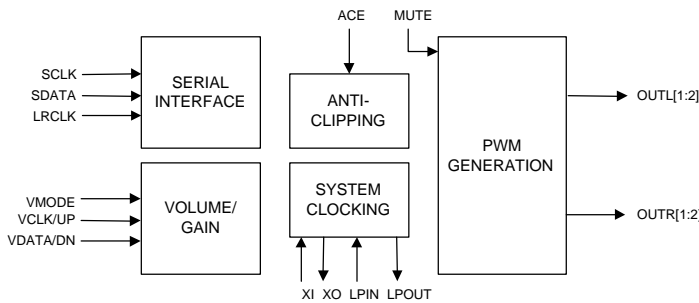 ACE
MUTE
SCLK
SDATA
LRCLK
SERIAL
INTERFACE
ANTI-
CLIPPING
PWM
GENERATION
OUTL[1:2]
OUTR[1:2]
VMODE
VCLK/UP
VDATA/DN
VOLUME/
GAIN
SYSTEM
CLOCKING
XI XO LPIN LPOUT